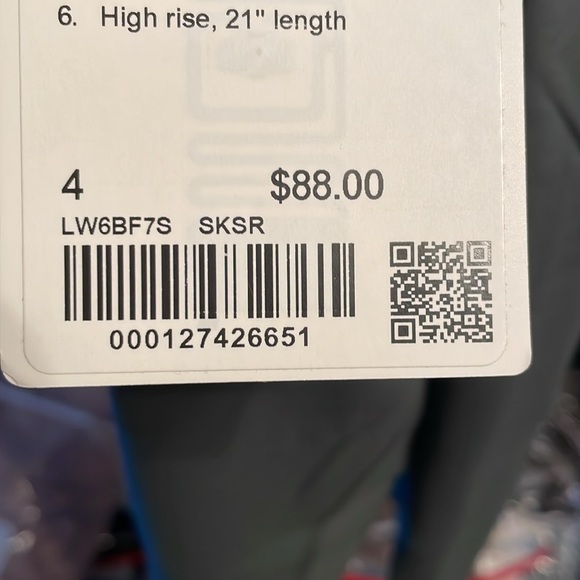 6. High rise, 21" length
4 $88.00
LW6BF7S SKSR
000127426651